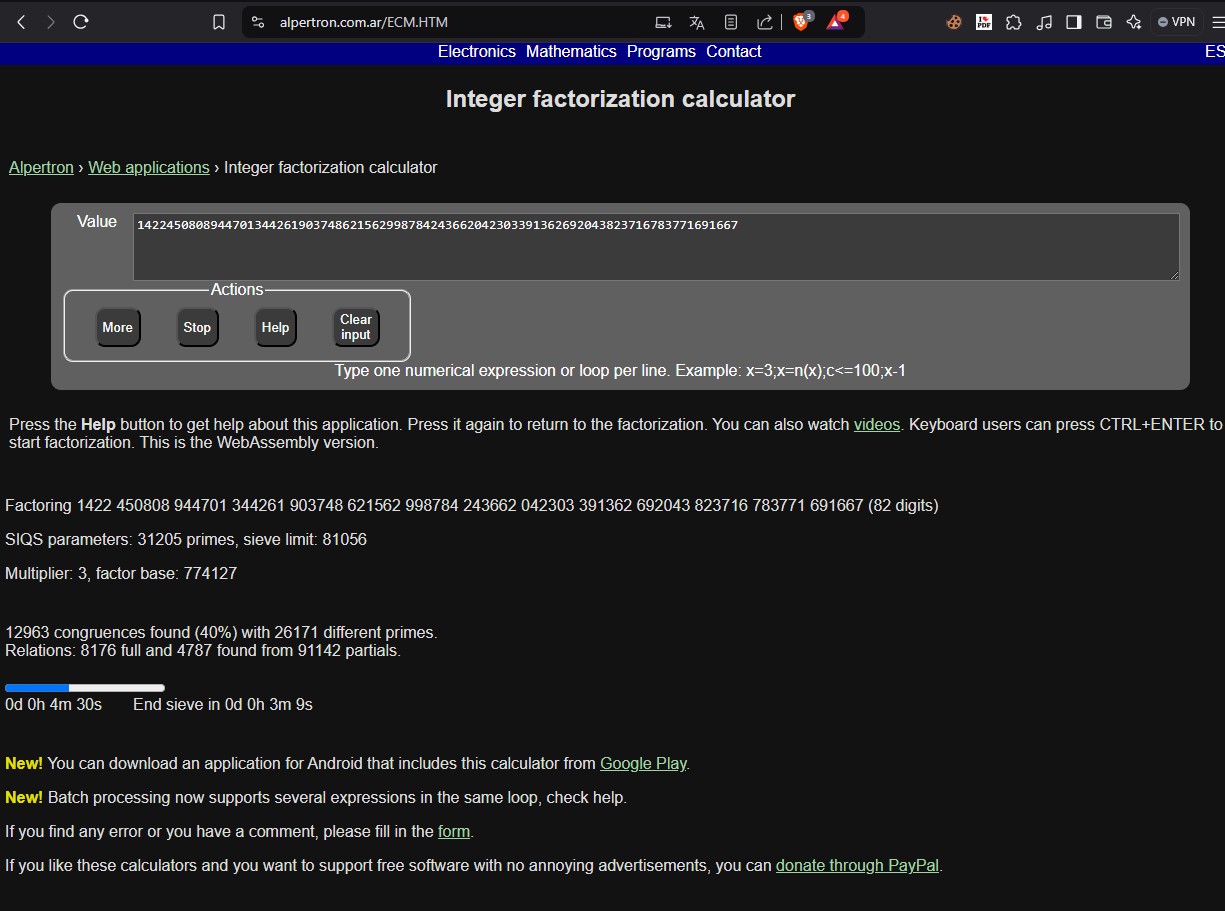 alpertron.com.ar/ECM.HTM
3
4
I
PDF
VPN
Electronics Mathematics Programs Contact
ES
Integer factorization calculator
Alpertron › Web applications › Integer factorization calculator
Value
1422450808944701344261903748621562998784243662042303391362692043823716783771691667
Actions
More
Stop
Help
Clear
input
Type one numerical expression or loop per line. Example: x=3;x=n(x);c<=100;x-1
Press the Help button to get help about this application. Press it again to return to the factorization. You can also watch videos. Keyboard users can press CTRL+ENTER to
start factorization. This is the WebAssembly version.
Factoring 1422 450808 944701 344261 903748 621562 998784 243662 042303 391362 692043 823716 783771 691667 (82 digits)
SIQS parameters: 31205 primes, sieve limit: 81056
Multiplier: 3, factor base: 774127
12963 congruences found (40%) with 26171 different primes.
Relations: 8176 full and 4787 found from 91142 partials.
0d 0h 4m 30s End sieve in 0d 0h 3m 9s
New! You can download an application for Android that includes this calculator from Google Play.
New! Batch processing now supports several expressions in the same loop, check help.
If you find any error or you have a comment, please fill in the form.
If you like these calculators and you want to support free software with no annoying advertisements, you can donate through PayPal.